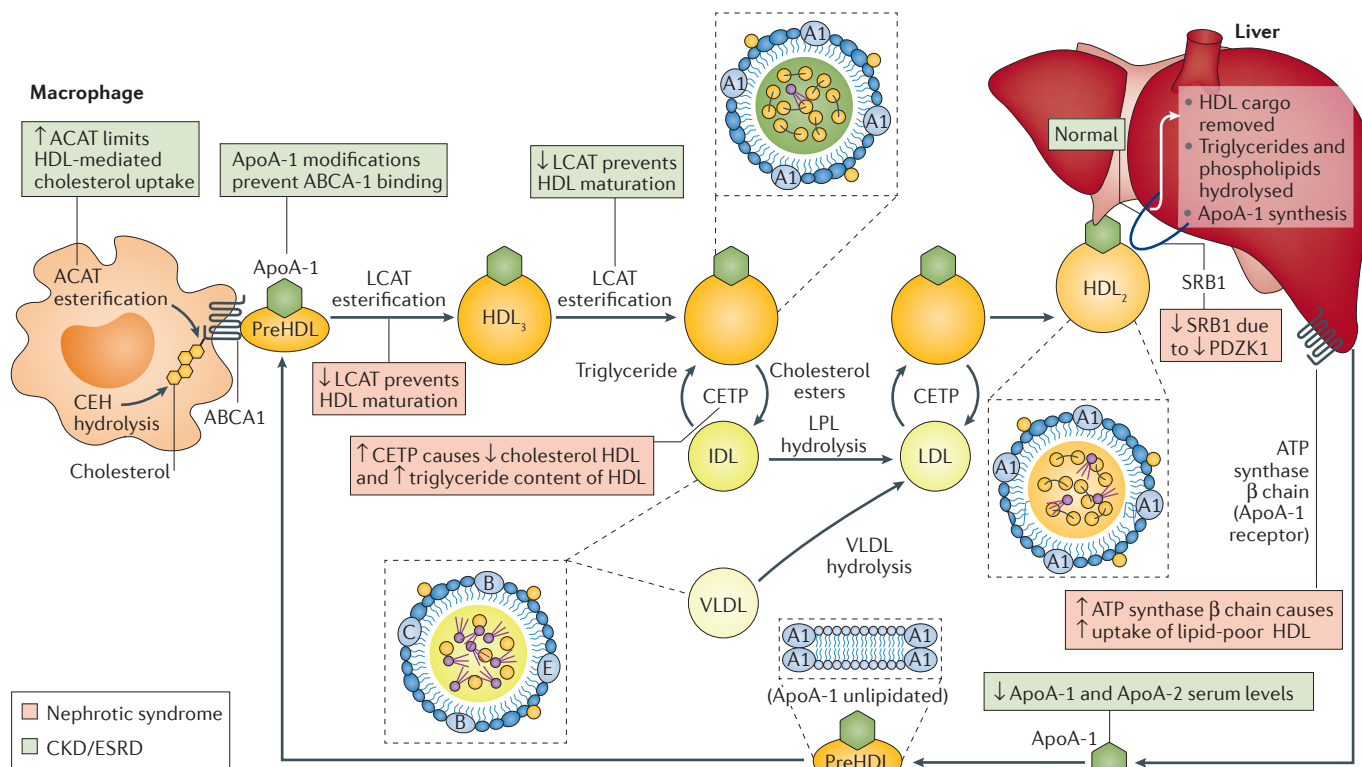 Liver
Macrophage
↑ ACAT limits
HDL-mediated
cholesterol uptake
ApoA-1 modifications
prevent ABCA-1 binding
↓ LCAT prevents
HDL maturation
A1
A1
A1
A1
Normal
• HDL cargo
removed
• Triglycerides and
phospholipids
hydrolysed
• ApoA-1 synthesis
ACAT
esterification
ApoA-1
LCAT
esterification
LCAT
esterification
PreHDL
HDL₃
HDL₂
SRB1
↓ SRB1 due
to ↓ PDZK1
CEH
hydrolysis
ABCA1
Cholesterol
↓ LCAT prevents
HDL maturation
Triglyceride
CETP
Cholesterol
esters
CETP
↑ CETP causes ↓ cholesterol HDL
and ↑ triglyceride content of HDL
IDL
LPL
hydrolysis
LDL
A1
A1
A1
A1
ATP
synthase
β chain
(ApoA-1
receptor)
VLDL
hydrolysis
VLDL
B
C
E
B
A1
A1
A1
A1
(ApoA-1 unlipidated)
↑ ATP synthase β chain causes
↑ uptake of lipid-poor HDL
↓ ApoA-1 and ApoA-2 serum levels
ApoA-1
PreHDL
Nephrotic syndrome
CKD/ESRD